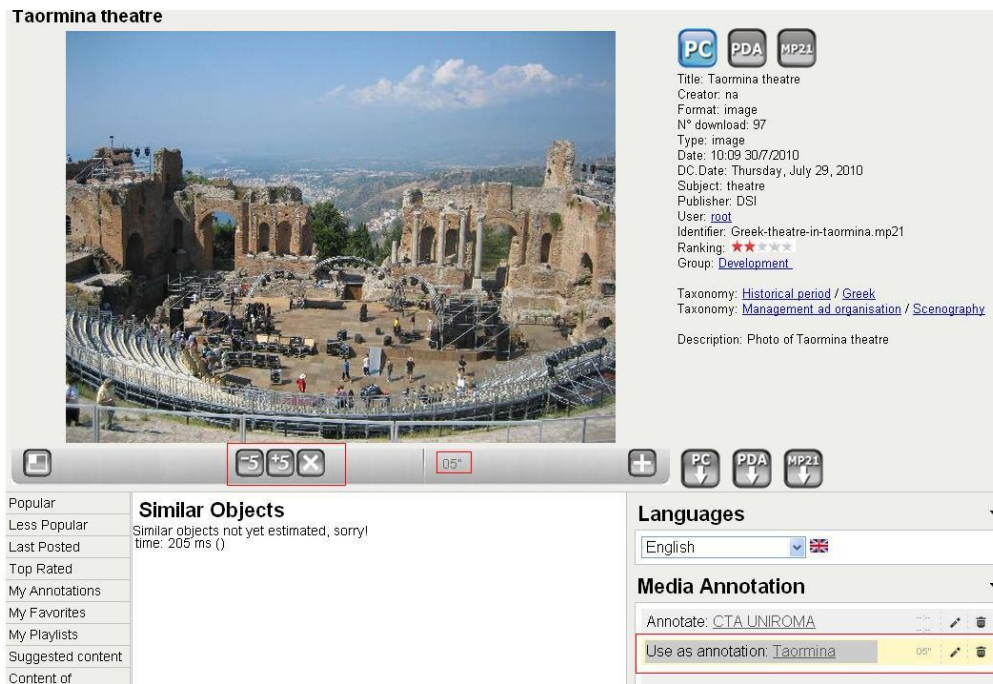 Taormina theatre
PC PDA MP21
Title: Taormina theatre
Creator: na
Format: image
N° download: 97
Type: image
Date: 10:09 30/7/2010
DC.Date: Thursday, July 29, 2010
Subject: theatre
Publisher: DSI
User: root
Identifier: Greek-theatre-in-taormina.mp21
Ranking:
Group: Development
Taxonomy: Historical period / Greek
Taxonomy: Management ad organisation / Scenography
Description: Photo of Taormina theatre
-5 +5 05" PC PDA MP21
Popular
Less Popular
Last Posted
Top Rated
My Annotations
My Favorites
My Playlists
Suggested content
Content of
Similar Objects
Similar objects not yet estimated, sorry!
time: 205 ms ()
Languages
English
Media Annotation
Annotate: CTA UNIROMA --:--
--:--
Use as annotation: Taormina 05"